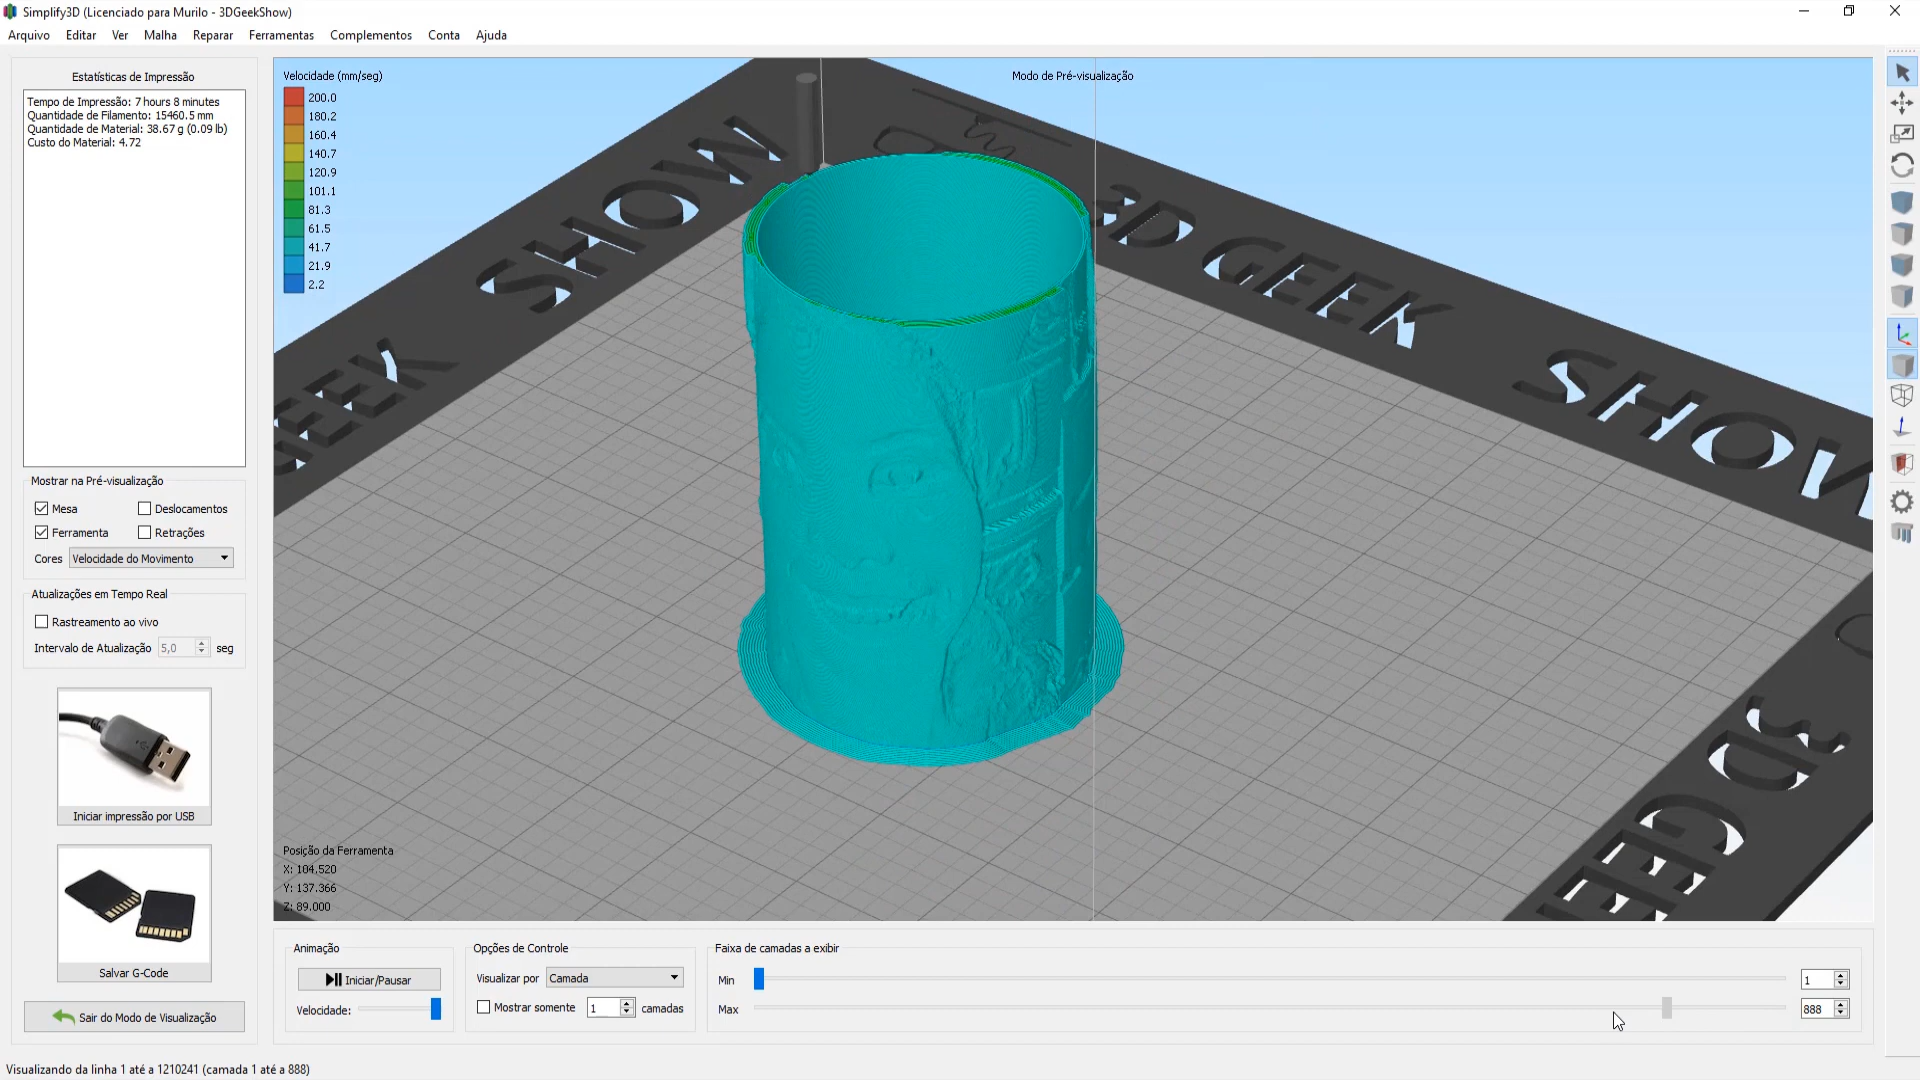 Simplify3D (Licenciado para Murilo - 3DGeekShow)
Arquivo Editar Ver Malha Reparar Ferramentas Complementos Conta Ajuda
Estatísticas de Impressão
Tempo de Impressão: 7 hours 8 minutes
Quantidade de Filamento: 15460.5 mm
Quantidade de Material: 38.67 g (0.09 lb)
Custo do Material: 4.72
Mostrar na Pré-visualização
Mesa
Deslocamentos
Ferramenta
Retrações
Cores Velocidade do Movimento
Atualizações em Tempo Real
Rastreamento ao vivo
Intervalo de Atualização 5,0 seg
Iniciar impressão por USB
Salvar G-Code
Sair do Modo de Visualização
Velocidade (mm/seg)
200.0
180.2
160.4
140.7
120.9
101.1
81.3
61.5
41.7
21.9
2.2
Modo de Pré-visualização
GEEK SHOW
3D GEEK SHOW
3D GEEK
Posição da Ferramenta
X: 104.520
Y: 137.366
Z: 89.000
Animação
Iniciar/Pausar
Velocidade:
Opções de Controle
Visualizar por Camada
Mostrar somente 1 camadas
Faixa de camadas a exibir
Min 1
Max 888
Visualizando da linha 1 até a 1210241 (camada 1 até a 888)